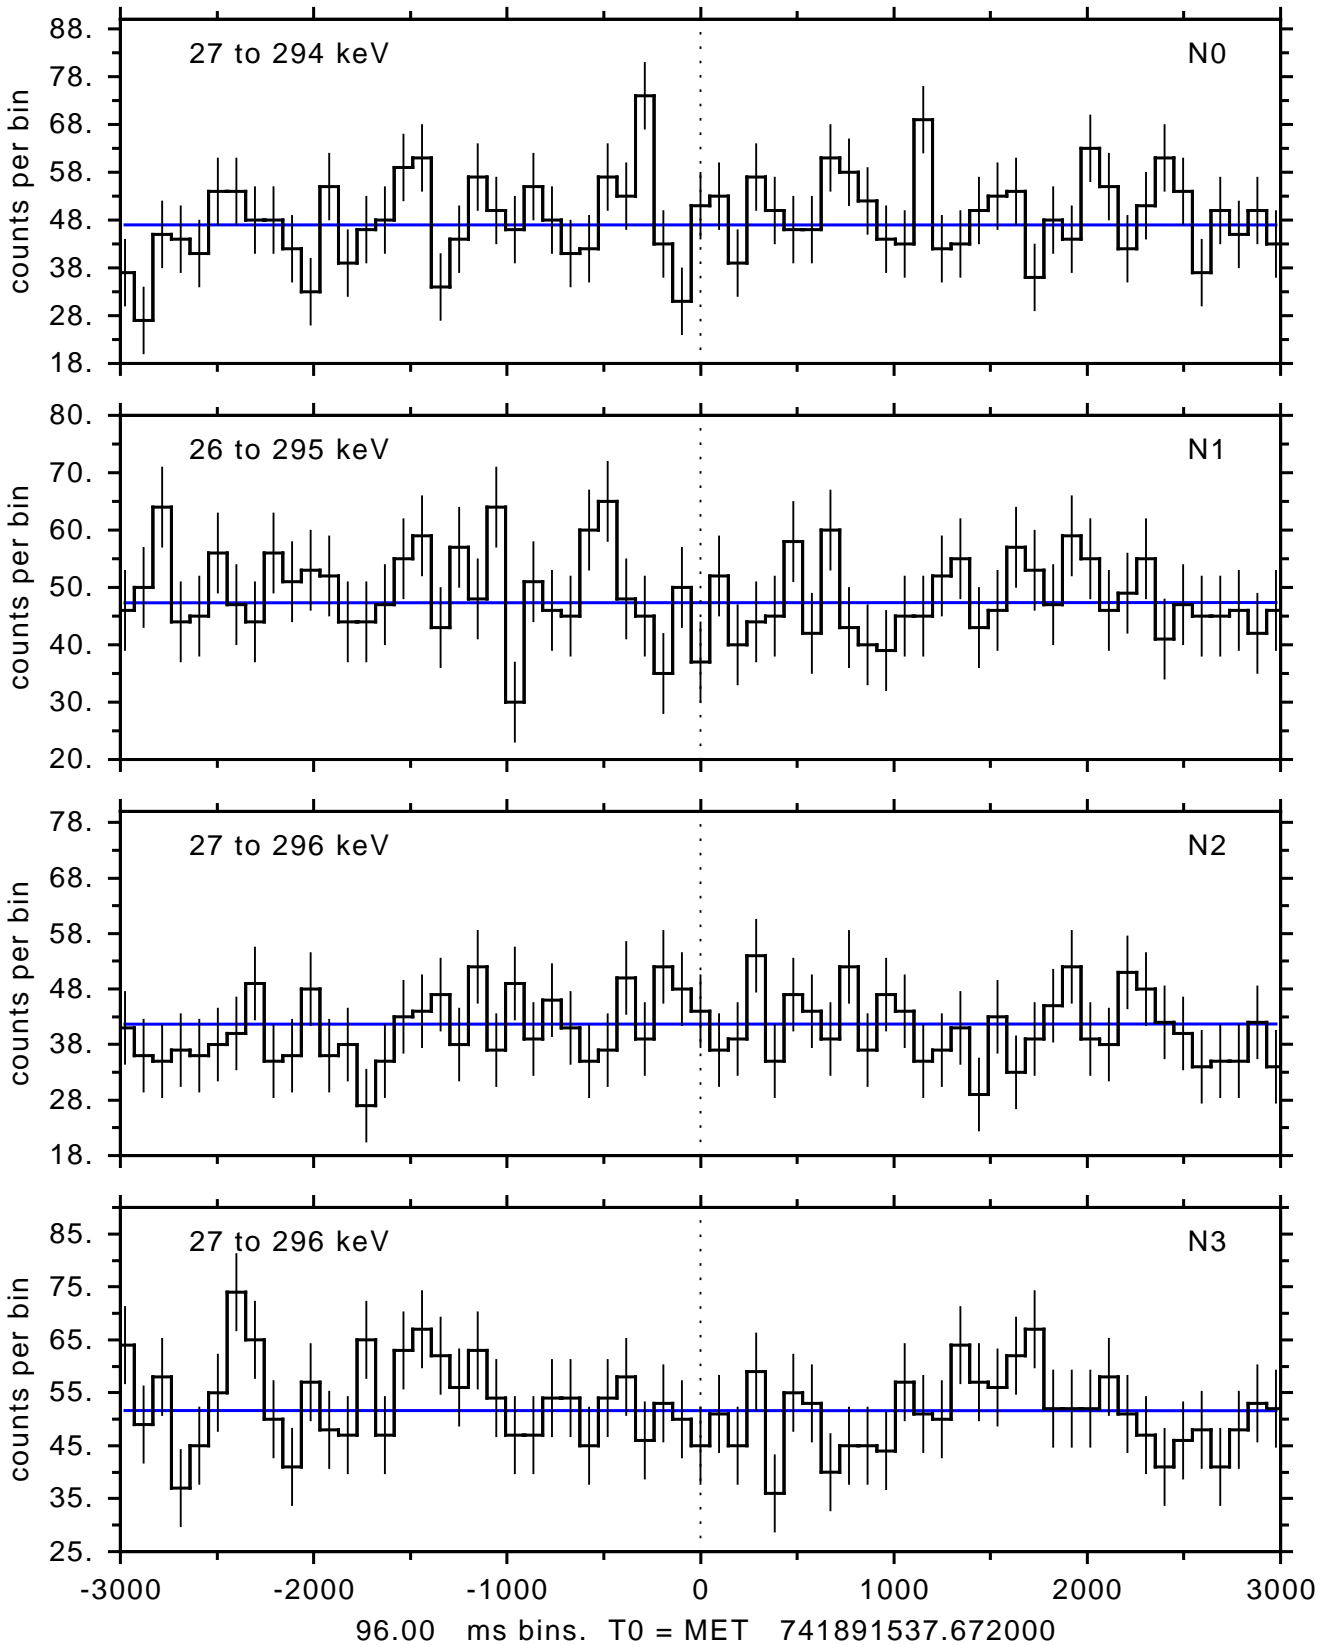 88.
27 to 294 keV N0
78.
68.
58.
48.
38.
28.
18.
counts per bin
80.
26 to 295 keV N1
70.
60.
50.
40.
30.
20.
counts per bin
78.
27 to 296 keV N2
68.
58.
48.
38.
28.
18.
counts per bin
85.
27 to 296 keV N3
75.
65.
55.
45.
35.
25.
counts per bin
-3000 -2000 -1000 0 1000 2000 3000
96.00 ms bins. T0 = MET 741891537.672000